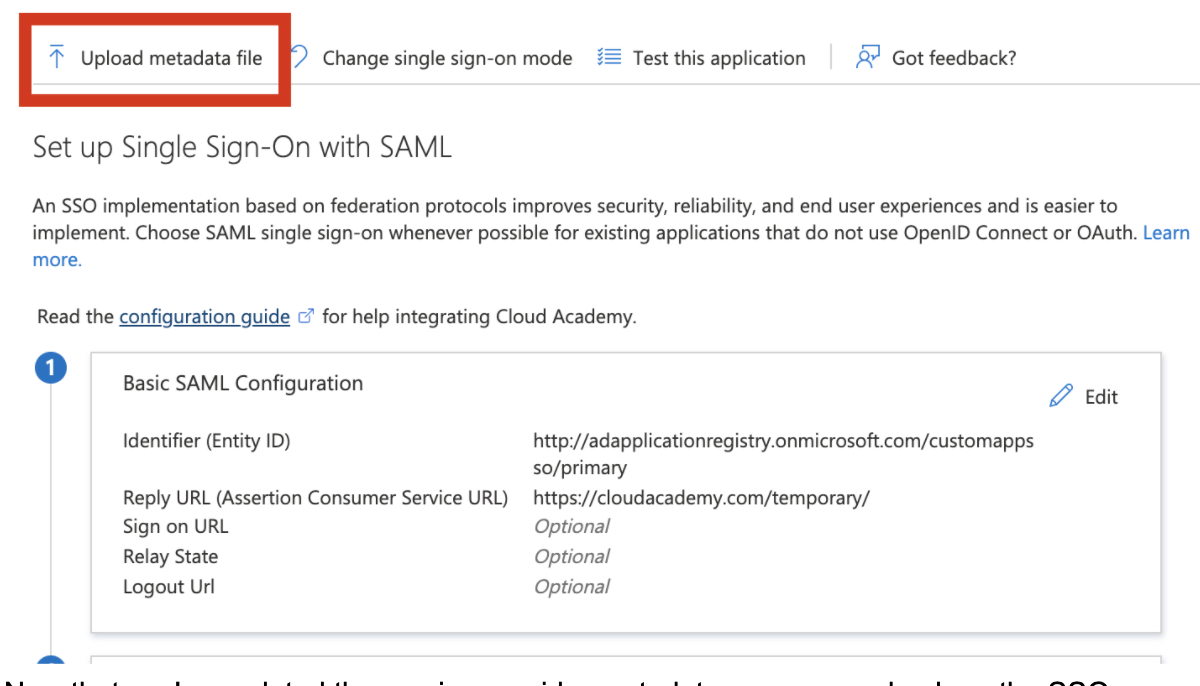 Upload metadata file
Change single sign-on mode
Test this application
Got feedback?
Set up Single Sign-On with SAML
An SSO implementation based on federation protocols improves security, reliability, and end user experiences and is easier to
implement. Choose SAML single sign-on whenever possible for existing applications that do not use OpenID Connect or OAuth. Learn
more.
Read the configuration guide for help integrating Cloud Academy.
1
Basic SAML Configuration
Edit
Identifier (Entity ID)
http://adapplicationregistry.onmicrosoft.com/customapps
so/primary
Reply URL (Assertion Consumer Service URL)
https://cloudacademy.com/temporary/
Sign on URL
Optional
Relay State
Optional
Logout Url
Optional